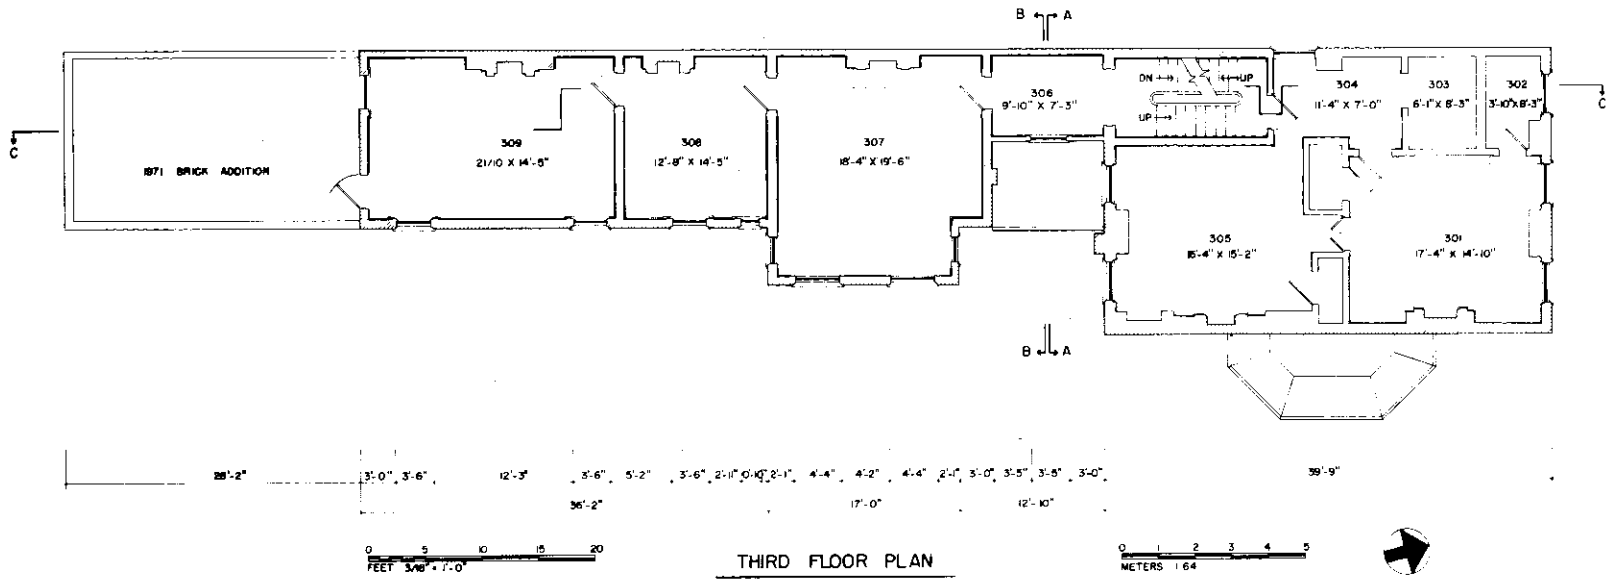 B A
304
303
302
306
DN
UP
9'-10" X 7'-3"
11'-4" X 7'-0"
6'-1" X 8'-3"
3'-10" X 8'-3"
UP
C
C
309
308
307
21/10 X 14'-5"
12'-8" X 14'-5"
18'-4" X 19'-6"
1871 BRICK ADDITION
305
301
15'-4" X 15'-2"
17'-4" X 14'-10"
B A
28'-2" 3'-0" 3'-6" 12'-3" 3'-6" 5'-2" 3'-6" 2'-11" 0'-10" 2'-1" 4'-4" 4'-2" 4'-4" 2'-1" 3'-0" 3'-5" 3'-5" 3'-0" 39'-9"
36'-2" 17'-0" 12'-10"
0 5 10 15 20
FEET 3/16" = 1'-0"
THIRD FLOOR PLAN
0 1 2 3 4 5
METERS 1:64